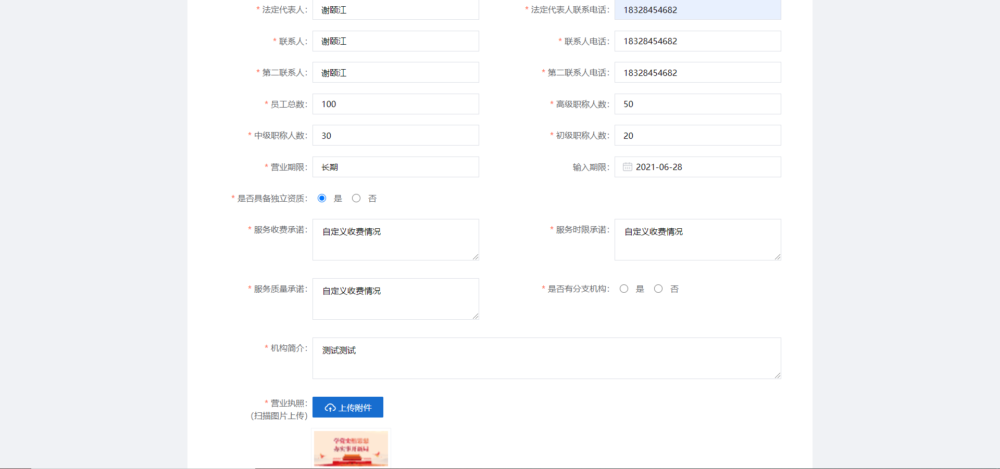 * 法定代表人： 谢颐江 * 法定代表人联系电话： 18328454682
* 联系人： 谢颐江 * 联系人电话： 18328454682
* 第二联系人： 谢颐江 * 第二联系人电话： 18328454682
* 员工总数： 100 * 高级职称人数： 50
* 中级职称人数： 30 * 初级职称人数： 20
* 营业期限： 长期 输入期限： 2021-06-28
* 是否具备独立资质： 是 否
* 服务收费承诺： 自定义收费情况 * 服务时限承诺： 自定义收费情况
* 服务质量承诺： 自定义收费情况 * 是否有分支机构： 是 否
* 机构简介： 测试测试
* 营业执照： 上传附件
(扫描图片上传)
学党史悟思想
办实事开新局